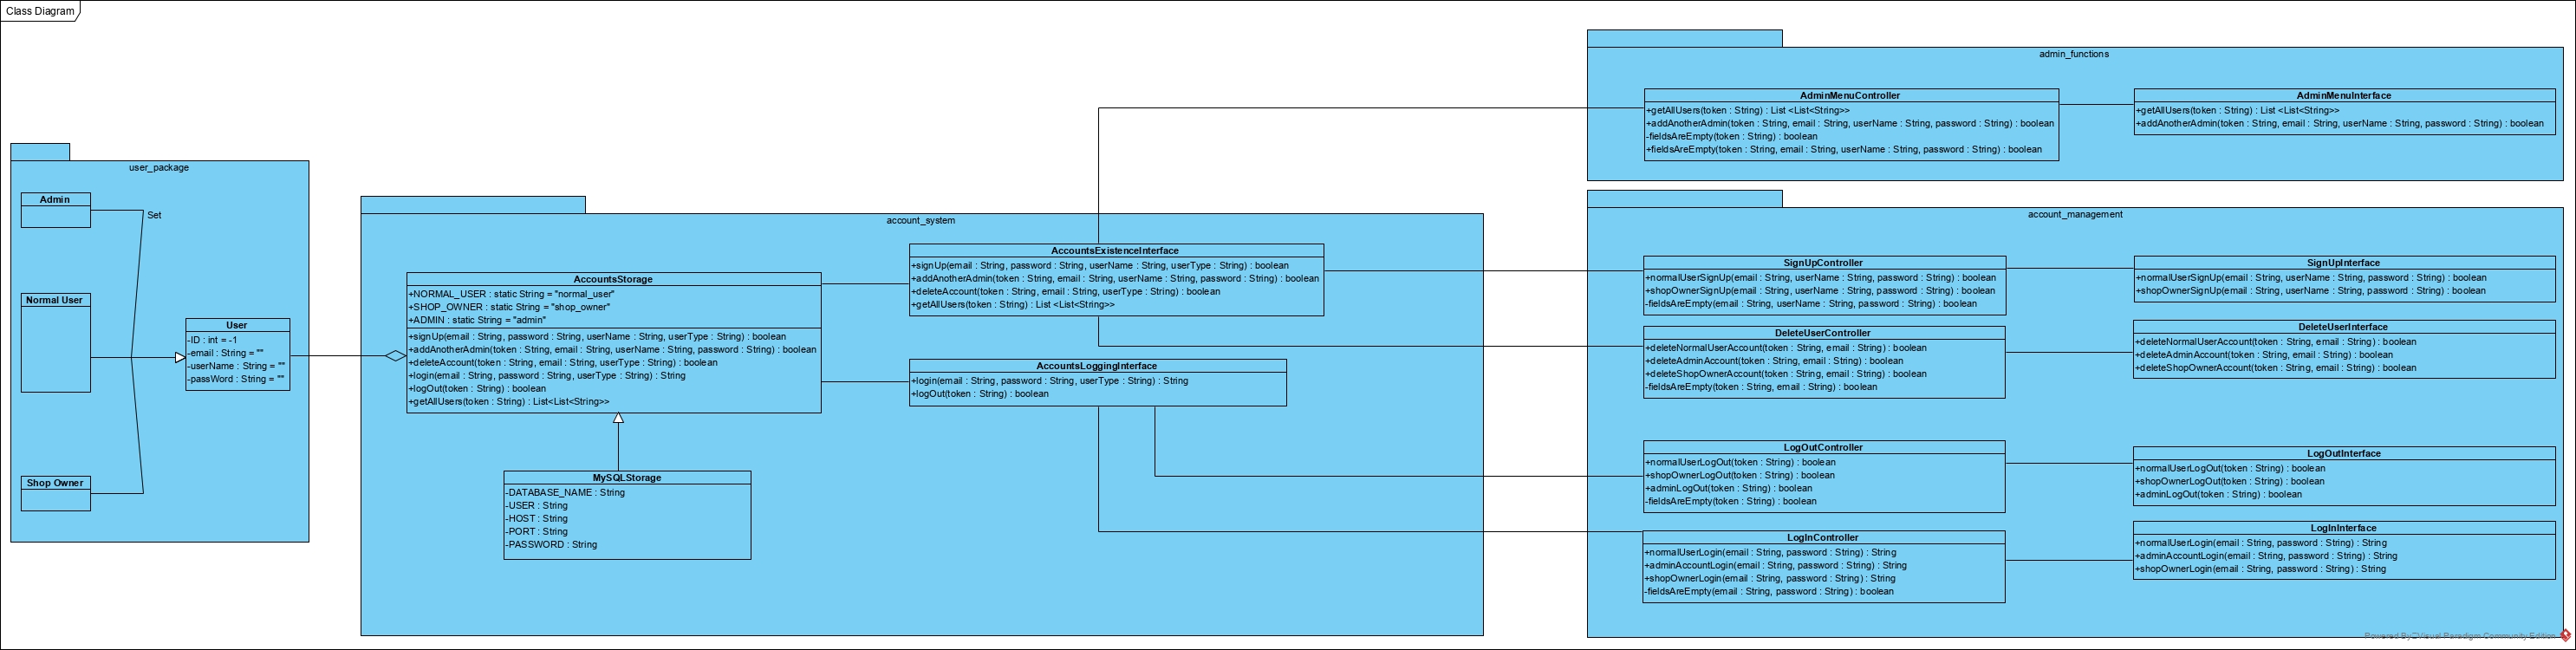 Class Diagram
user_package
Admin
Set
Normal User
User
-ID : int = -1
-email : String = ""
-userName : String = ""
-passWord : String = ""
Shop Owner
account_system
AccountsStorage
+NORMAL_USER : static String = "normal_user"
+SHOP_OWNER : static String = "shop_owner"
+ADMIN : static String = "admin"
+signUp(email : String, password : String, userName : String, userType : String) : boolean
+addAnotherAdmin(token : String, email : String, userName : String, password : String) : boolean
+deleteAccount(token : String, email : String, userType : String) : boolean
+login(email : String, password : String, userType : String) : String
+logOut(token : String) : boolean
+getAllUsers(token : String) : List<List<String>>
MySQLStorage
-DATABASE_NAME : String
-USER : String
-HOST : String
-PORT : String
-PASSWORD : String
AccountsExistenceInterface
+signUp(email : String, password : String, userName : String, userType : String) : boolean
+addAnotherAdmin(token : String, email : String, userName : String, password : String) : boolean
+deleteAccount(token : String, email : String, userType : String) : boolean
+getAllUsers(token : String) : List <List<String>>
AccountsLoggingInterface
+login(email : String, password : String, userType : String) : String
+logOut(token : String) : boolean
admin_functions
AdminMenuController
+getAllUsers(token : String) : List <List<String>>
+addAnotherAdmin(token : String, email : String, userName : String, password : String) : boolean
-fieldsAreEmpty(token : String) : boolean
+fieldsAreEmpty(token : String, email : String, userName : String, password : String) : boolean
AdminMenuInterface
+getAllUsers(token : String) : List <List<String>>
+addAnotherAdmin(token : String, email : String, userName : String, password : String) : boolean
account_management
SignUpController
+normalUserSignUp(email : String, userName : String, password : String) : boolean
+shopOwnerSignUp(email : String, userName : String, password : String) : boolean
-fieldsAreEmpty(email : String, userName : String, password : String) : boolean
SignUpInterface
+normalUserSignUp(email : String, userName : String, password : String) : boolean
+shopOwnerSignUp(email : String, userName : String, password : String) : boolean
DeleteUserController
+deleteNormalUserAccount(token : String, email : String) : boolean
+deleteAdminAccount(token : String, email : String) : boolean
+deleteShopOwnerAccount(token : String, email : String) : boolean
-fieldsAreEmpty(token : String, email : String) : boolean
DeleteUserInterface
+deleteNormalUserAccount(token : String, email : String) : boolean
+deleteAdminAccount(token : String, email : String) : boolean
+deleteShopOwnerAccount(token : String, email : String) : boolean
LogOutController
+normalUserLogOut(token : String) : boolean
+shopOwnerLogOut(token : String) : boolean
+adminLogOut(token : String) : boolean
-fieldsAreEmpty(token : String) : boolean
LogOutInterface
+normalUserLogOut(token : String) : boolean
+shopOwnerLogOut(token : String) : boolean
+adminLogOut(token : String) : boolean
LogInController
+normalUserLogin(email : String, password : String) : String
+adminAccountLogin(email : String, password : String) : String
+shopOwnerLogin(email : String, password : String) : String
-fieldsAreEmpty(email : String, password : String) : boolean
LogInInterface
+normalUserLogin(email : String, password : String) : String
+adminAccountLogin(email : String, password : String) : String
+shopOwnerLogin(email : String, password : String) : String
Powered By Visual Paradigm Community Edition